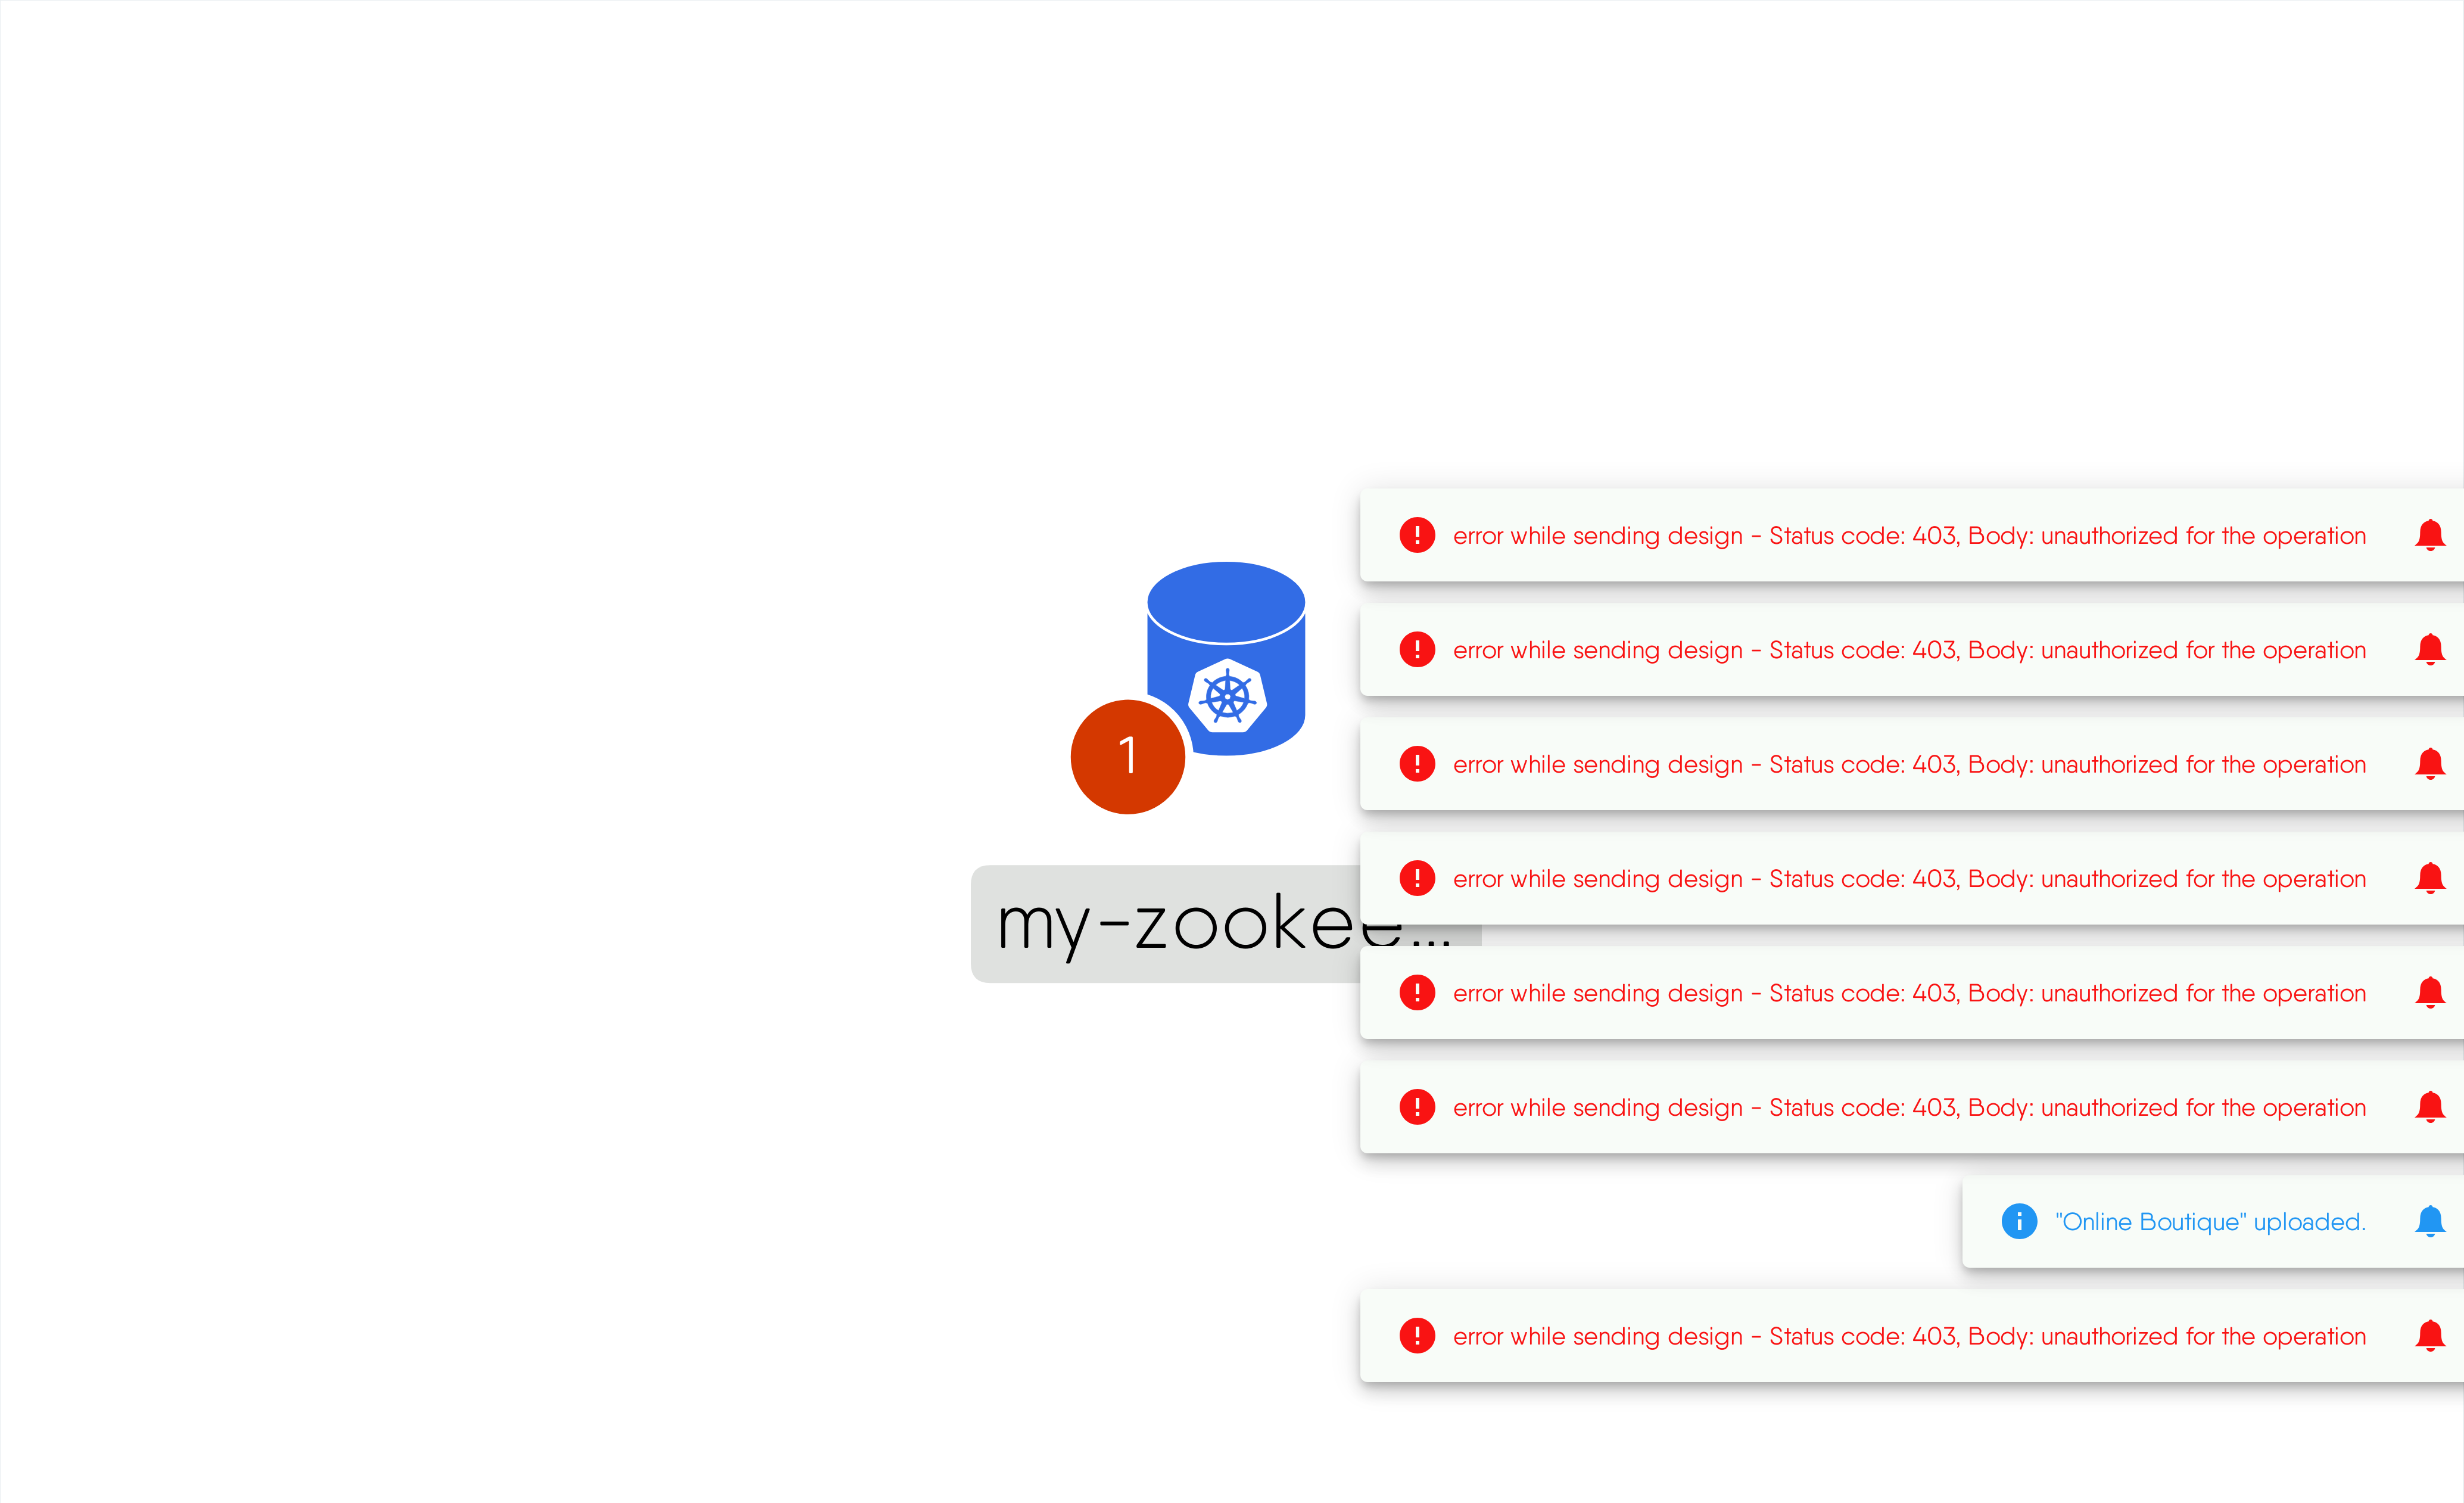 error while sending design - Status code: 403, Body: unauthorized for the operation
error while sending design - Status code: 403, Body: unauthorized for the operation
error while sending design - Status code: 403, Body: unauthorized for the operation
1
error while sending design - Status code: 403, Body: unauthorized for the operation
my-zookee...
error while sending design - Status code: 403, Body: unauthorized for the operation
error while sending design - Status code: 403, Body: unauthorized for the operation
"Online Boutique" uploaded.
error while sending design - Status code: 403, Body: unauthorized for the operation